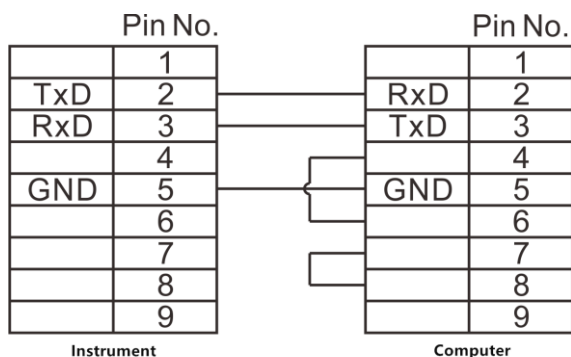 Pin No. Pin No.
1 1
TxD 2 RxD 2
RxD 3 TxD 3
4 4
GND 5 GND 5
6 6
7 7
8 8
9 9
Instrument Computer